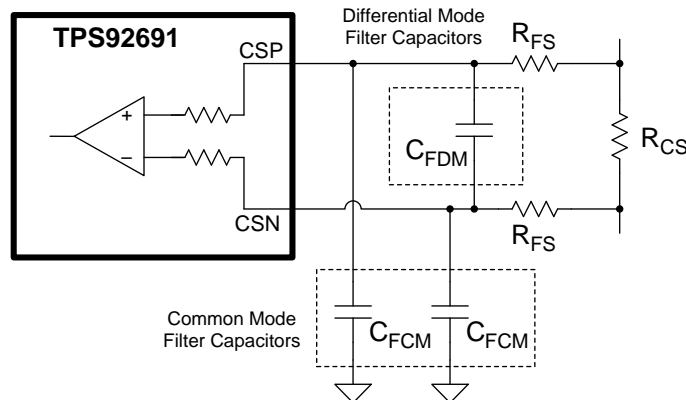 Differential Mode
Filter Capacitors
TPS92691
CSP
RFS
+
CFDM
RCS
−
CSN
RFS
Common Mode
Filter Capacitors
CFCM
CFCM